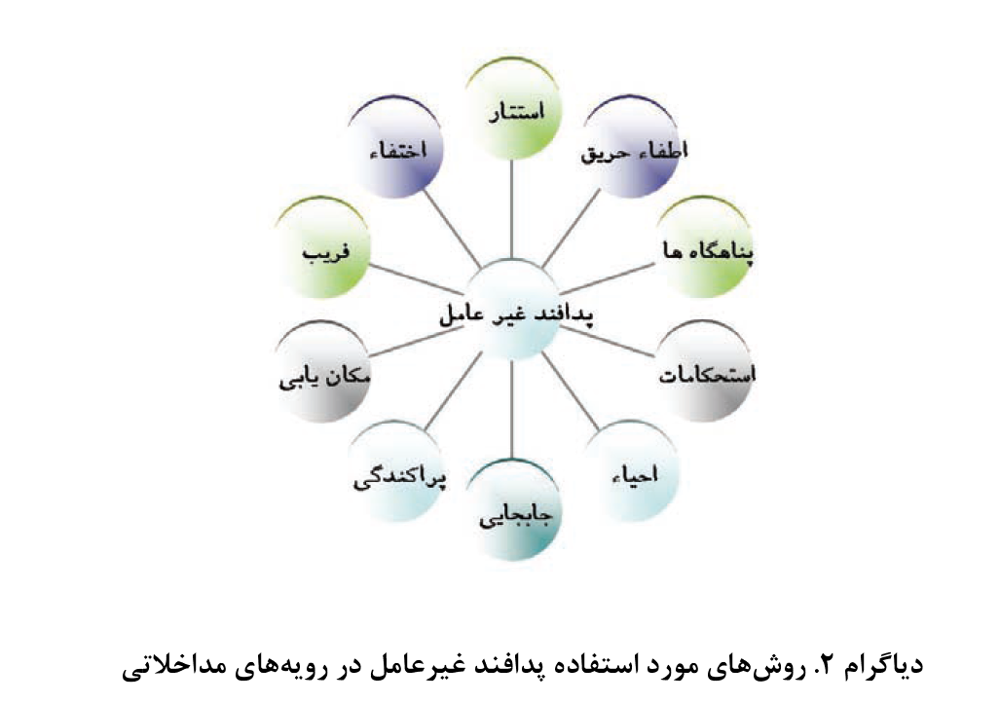 استتار
اطفاء حریق
اختفاء
پناهگاه ها
فریب
پدافند غیر عامل
استحکامات
مکان یابی
احیاء
پراکندگی
جابجایی
دیاگرام ۲. روش‌های مورد استفاده پدافند غیرعامل در رویه‌های مداخلاتی